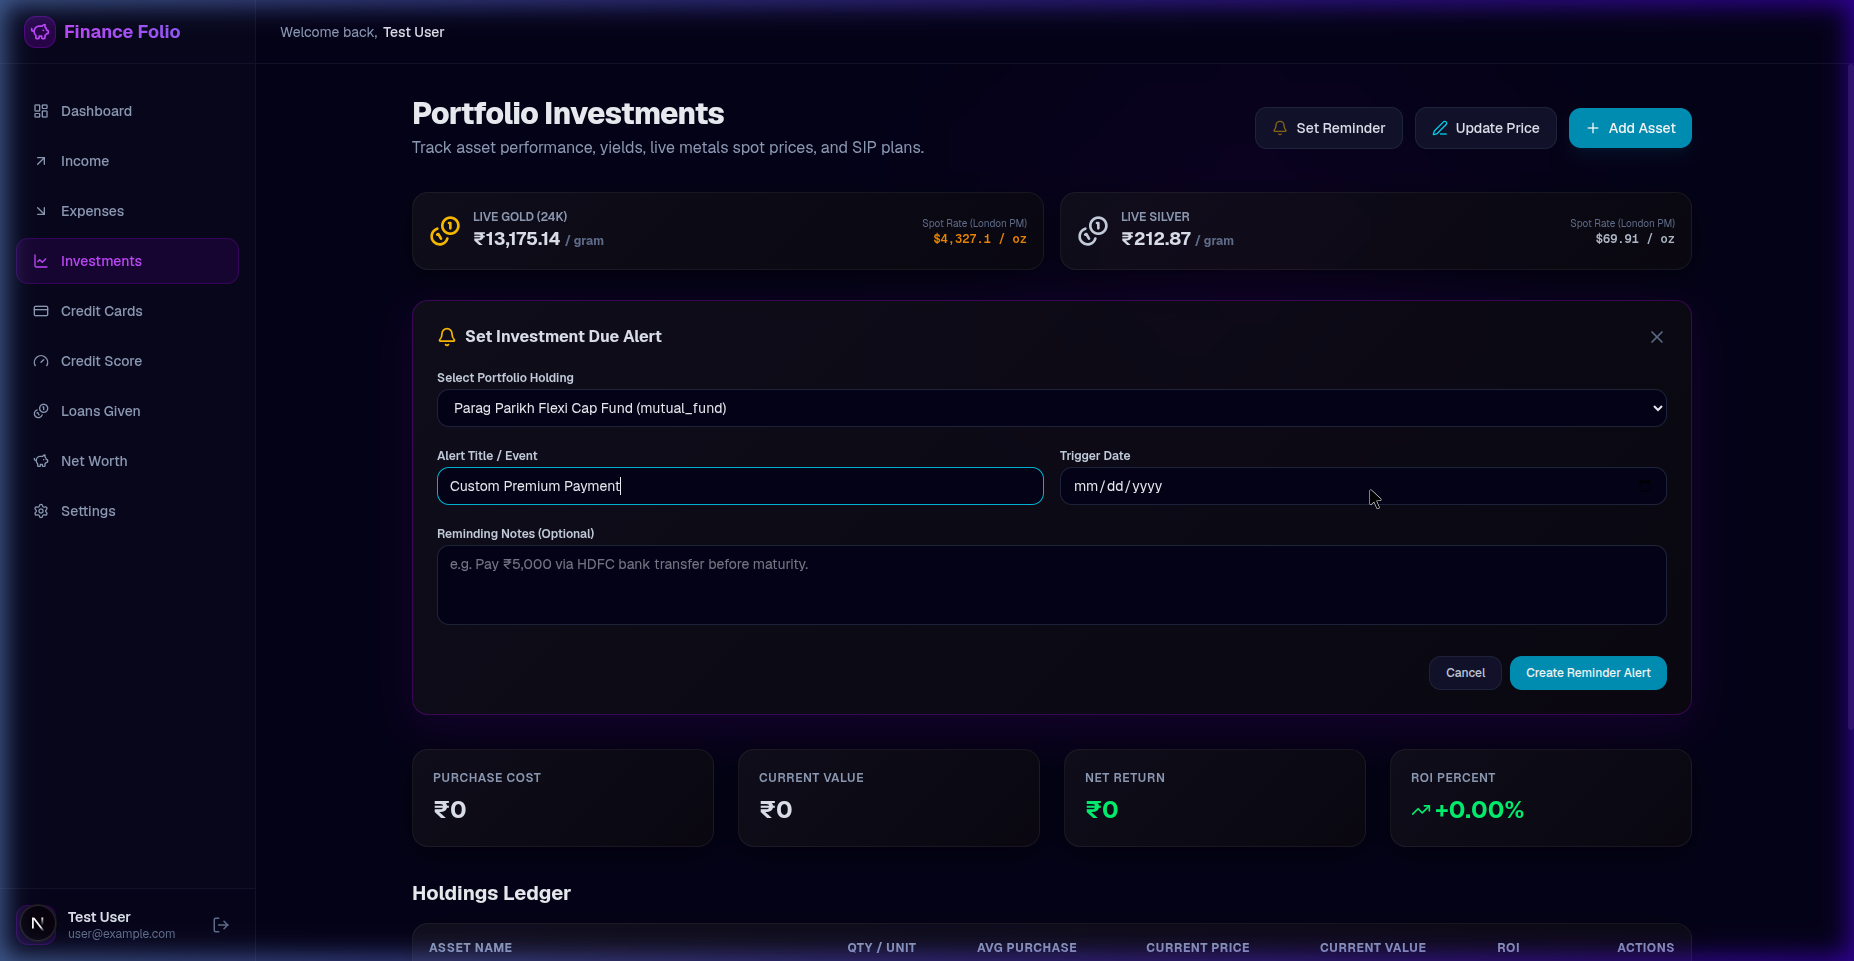 Finance Folio
Welcome back, Test User
Dashboard
Income
Expenses
Investments
Credit Cards
Credit Score
Loans Given
Net Worth
Settings
Test User
user@example.com
N
Portfolio Investments
Track asset performance, yields, live metals spot prices, and SIP plans.
Set Reminder
Update Price
Add Asset
LIVE GOLD (24K)
₹13,175.14 / gram
Spot Rate (London PM)
$4,327.1 / oz
LIVE SILVER
₹212.87 / gram
Spot Rate (London PM)
$69.91 / oz
Set Investment Due Alert
Select Portfolio Holding
Parag Parikh Flexi Cap Fund (mutual_fund)
Alert Title / Event
Custom Premium Payment
Trigger Date
mm/dd/yyyy
Reminding Notes (Optional)
e.g. Pay ₹5,000 via HDFC bank transfer before maturity.
Cancel
Create Reminder Alert
PURCHASE COST
₹0
CURRENT VALUE
₹0
NET RETURN
₹0
ROI PERCENT
+0.00%
Holdings Ledger
ASSET NAME QTY / UNIT AVG PURCHASE CURRENT PRICE CURRENT VALUE ROI ACTIONS